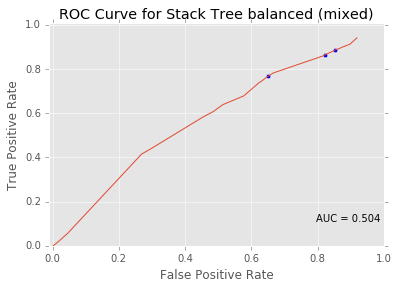 ROC Curve for Stack Tree balanced (mixed)
1.0
0.8
0.6
0.4
0.2
0.0
True Positive Rate
AUC = 0.504
0.0 0.2 0.4 0.6 0.8 1.0
False Positive Rate